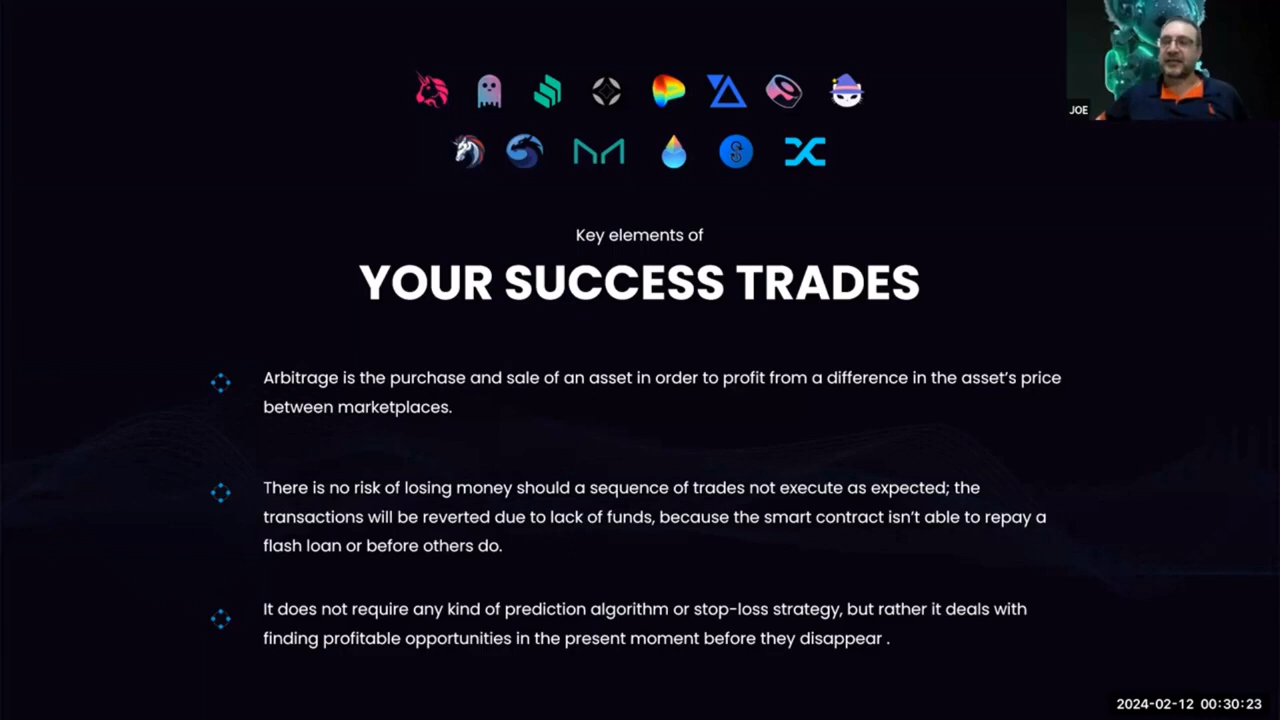 JOE
Key elements of
YOUR SUCCESS TRADES
Arbitrage is the purchase and sale of an asset in order to profit from a difference in the asset’s price
between marketplaces.
There is no risk of losing money should a sequence of trades not execute as expected; the
transactions will be reverted due to lack of funds, because the smart contract isn’t able to repay a
flash loan or before others do.
It does not require any kind of prediction algorithm or stop-loss strategy, but rather it deals with
finding profitable opportunities in the present moment before they disappear .
2024-02-12 00:30:23